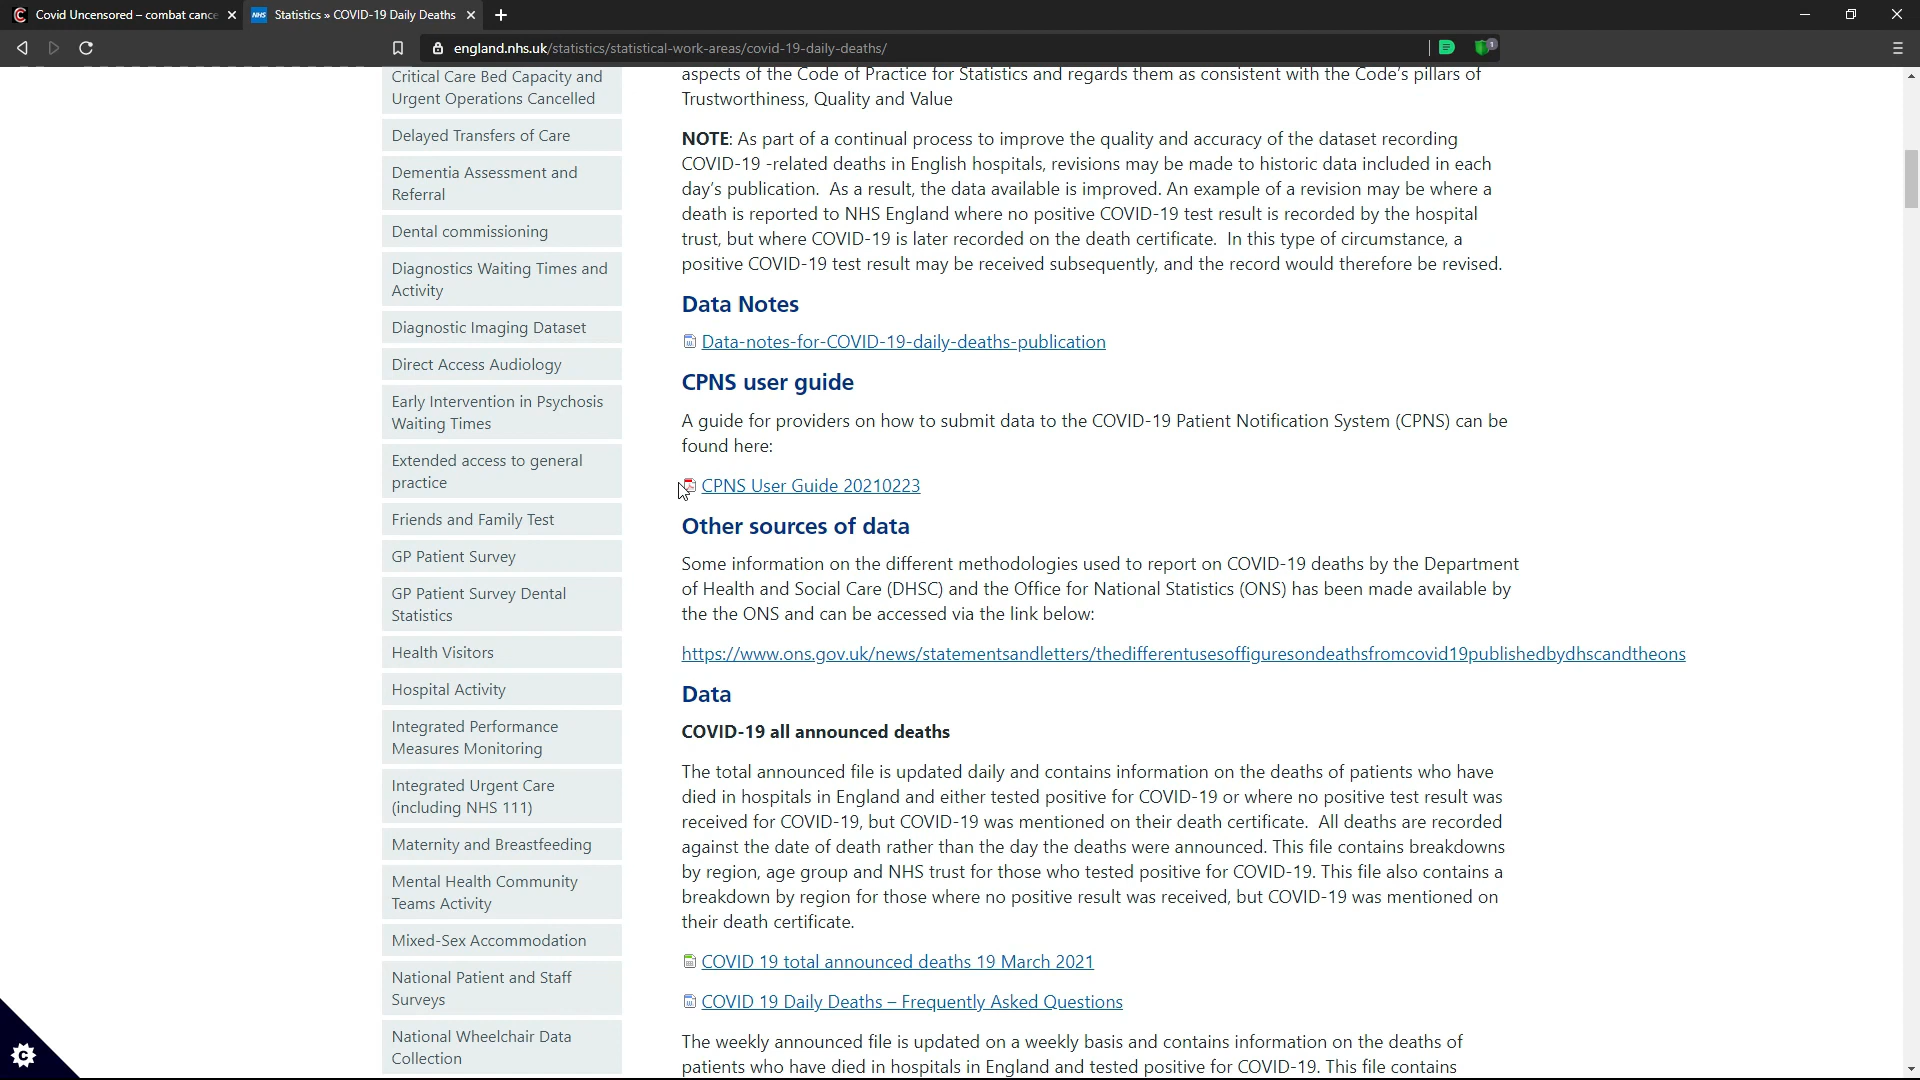 Covid Uncensored – combat cance
Statistics » COVID-19 Daily Deaths
england.nhs.uk/statistics/statistical-work-areas/covid-19-daily-deaths/
1
Critical Care Bed Capacity and
Urgent Operations Cancelled
Delayed Transfers of Care
Dementia Assessment and
Referral
Dental commissioning
Diagnostics Waiting Times and
Activity
Diagnostic Imaging Dataset
Direct Access Audiology
Early Intervention in Psychosis
Waiting Times
Extended access to general
practice
Friends and Family Test
GP Patient Survey
GP Patient Survey Dental
Statistics
Health Visitors
Hospital Activity
Integrated Performance
Measures Monitoring
Integrated Urgent Care
(including NHS 111)
Maternity and Breastfeeding
Mental Health Community
Teams Activity
Mixed-Sex Accommodation
National Patient and Staff
Surveys
National Wheelchair Data
Collection
aspects of the Code of Practice for Statistics and regards them as consistent with the Code's pillars of
Trustworthiness, Quality and Value
NOTE: As part of a continual process to improve the quality and accuracy of the dataset recording
COVID-19 -related deaths in English hospitals, revisions may be made to historic data included in each
day's publication. As a result, the data available is improved. An example of a revision may be where a
death is reported to NHS England where no positive COVID-19 test result is recorded by the hospital
trust, but where COVID-19 is later recorded on the death certificate. In this type of circumstance, a
positive COVID-19 test result may be received subsequently, and the record would therefore be revised.
Data Notes
Data-notes-for-COVID-19-daily-deaths-publication
CPNS user guide
A guide for providers on how to submit data to the COVID-19 Patient Notification System (CPNS) can be
found here:
CPNS User Guide 20210223
Other sources of data
Some information on the different methodologies used to report on COVID-19 deaths by the Department
of Health and Social Care (DHSC) and the Office for National Statistics (ONS) has been made available by
the the ONS and can be accessed via the link below:
https://www.ons.gov.uk/news/statementsandletters/thedifferentusesoffiguresondeathsfromcovid19publishedbydhscandtheons
Data
COVID-19 all announced deaths
The total announced file is updated daily and contains information on the deaths of patients who have
died in hospitals in England and either tested positive for COVID-19 or where no positive test result was
received for COVID-19, but COVID-19 was mentioned on their death certificate. All deaths are recorded
against the date of death rather than the day the deaths were announced. This file contains breakdowns
by region, age group and NHS trust for those who tested positive for COVID-19. This file also contains a
breakdown by region for those where no positive result was received, but COVID-19 was mentioned on
their death certificate.
COVID 19 total announced deaths 19 March 2021
COVID 19 Daily Deaths – Frequently Asked Questions
The weekly announced file is updated on a weekly basis and contains information on the deaths of
patients who have died in hospitals in England and tested positive for COVID-19. This file contains